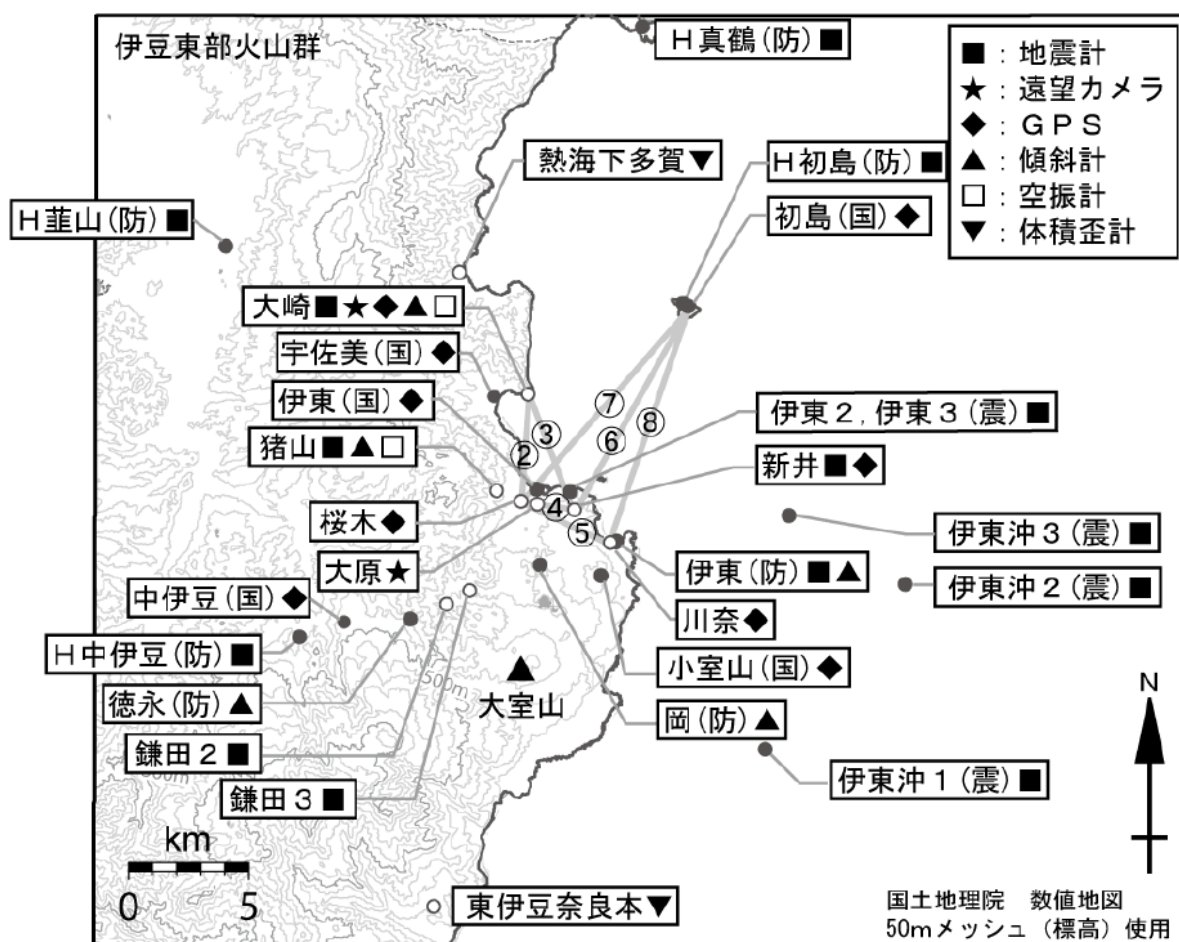 伊豆東部火山群
H真鶴(防)■
■：地震計
★：遠望カメラ
◆：ＧＰＳ
▲：傾斜計
□：空振計
▼：体積歪計
熱海下多賀▼
H初島(防)■
初島(国)◆
H韮山(防)■
大崎■★◆▲□
宇佐美(国)◆
伊東(国)◆
猪山■▲□
⑦
⑧
③
⑥
②
④
⑤
伊東２,伊東３(震)■
新井■◆
桜木◆
大原★
伊東沖３(震)■
伊東(防)■▲
伊東沖２(震)■
中伊豆(国)◆
川奈◆
H中伊豆(防)■
小室山(国)◆
500m
徳永(防)▲
大室山
岡(防)▲
N
鎌田２■
伊東沖１(震)■
鎌田３■
km
0 5
東伊豆奈良本▼
国土地理院　数値地図
50mメッシュ（標高）使用